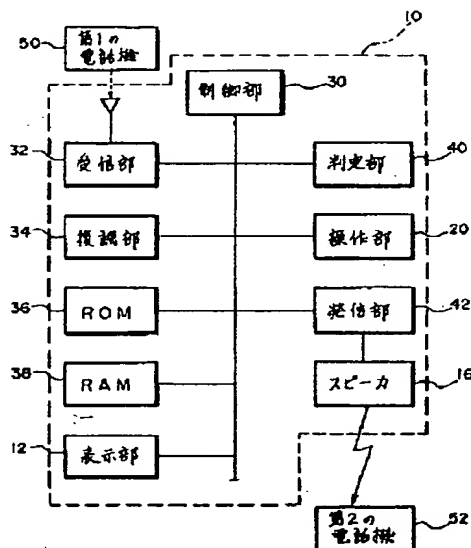 50
第1の
電話機
10
制御部
30
32
受信部
判定部
40
34
復調部
操作部
20
36
ROM
発信部
42
38
RAM
スピーカ
16
12
表示部
第2の
電話機
52